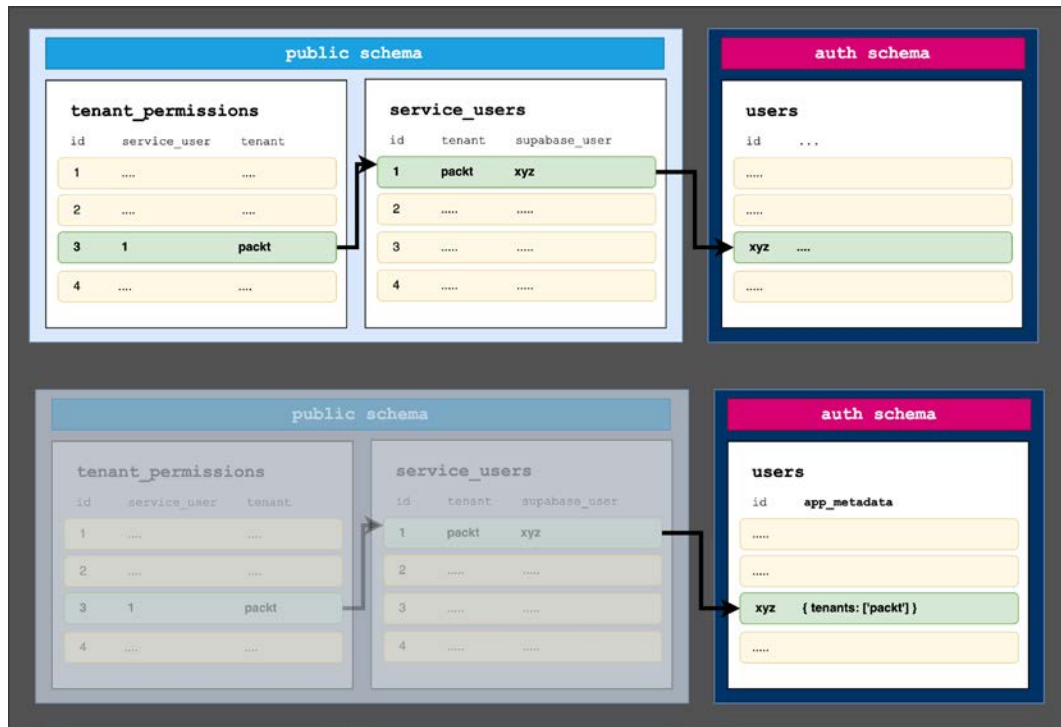 public schema
auth schema
tenant_permissions
id service_user tenant
1 .... ....
2 .... ....
3 1 packt
4 .... ....
service_users
id tenant supabase_user
1 packt xyz
2 ..... .....
3 ..... .....
4 ..... .....
users
id ...
.....
.....
xyz ....
.....
public schema
auth schema
tenant_permissions
id service_user tenant
1 .... ....
2 .... ....
3 1 packt
4 .... ....
service_users
id tenant supabase_user
1 packt xyz
2 ..... .....
3 ..... .....
4 ..... .....
users
id app_metadata
.....
.....
xyz { tenants: ['packt'] }
.....